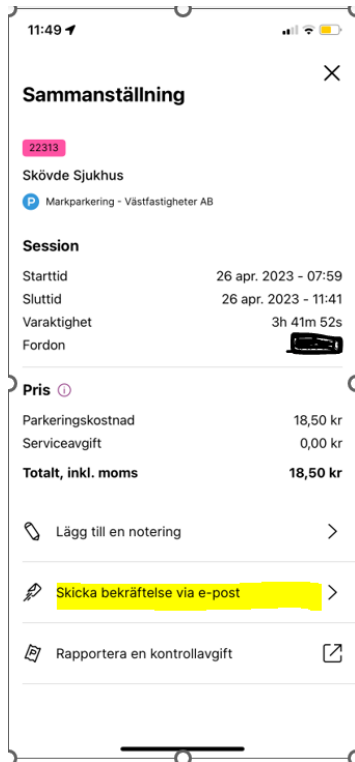 11:49
Sammanställning
22313
Skövde Sjukhus
P Markparkering - Västfastigheter AB
Session
Starttid 26 apr. 2023 - 07:59
Sluttid 26 apr. 2023 - 11:41
Varaktighet 3h 41m 52s
Fordon
Pris
Parkeringskostnad 18,50 kr
Serviceavgift 0,00 kr
Totalt, inkl. moms 18,50 kr
Lägg till en notering
Skicka bekräftelse via e-post
Rapportera en kontrollavgift